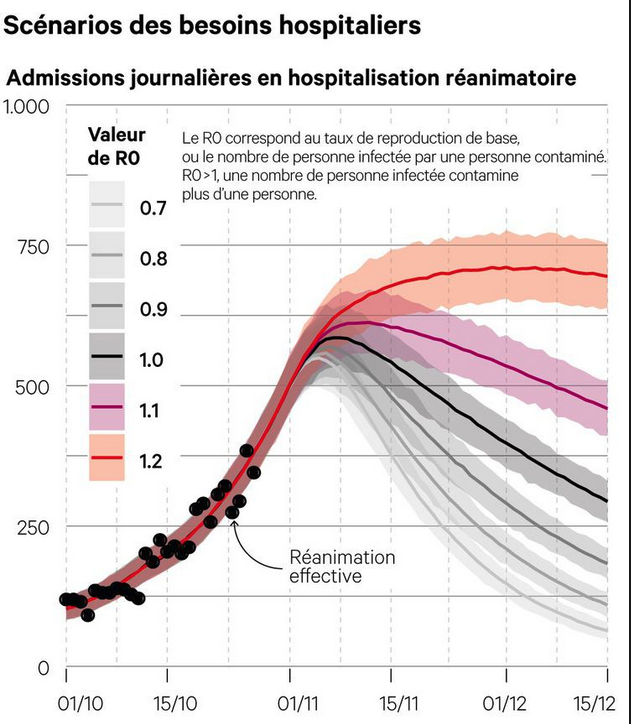 Scénarios des besoins hospitaliers
Admissions journalières en hospitalisation réanimatoire
1.000
Valeur
de R0
Le R0 correspond au taux de reproduction de base,
ou le nombre de personne infectée par une personne contaminé.
R0>1, une nombre de personne infectée contamine
plus d'une personne.
0.7
750
0.8
0.9
1.0
500
1.1
1.2
250
Réanimation
effective
0
01/10
15/10
01/11
15/11
01/12
15/12